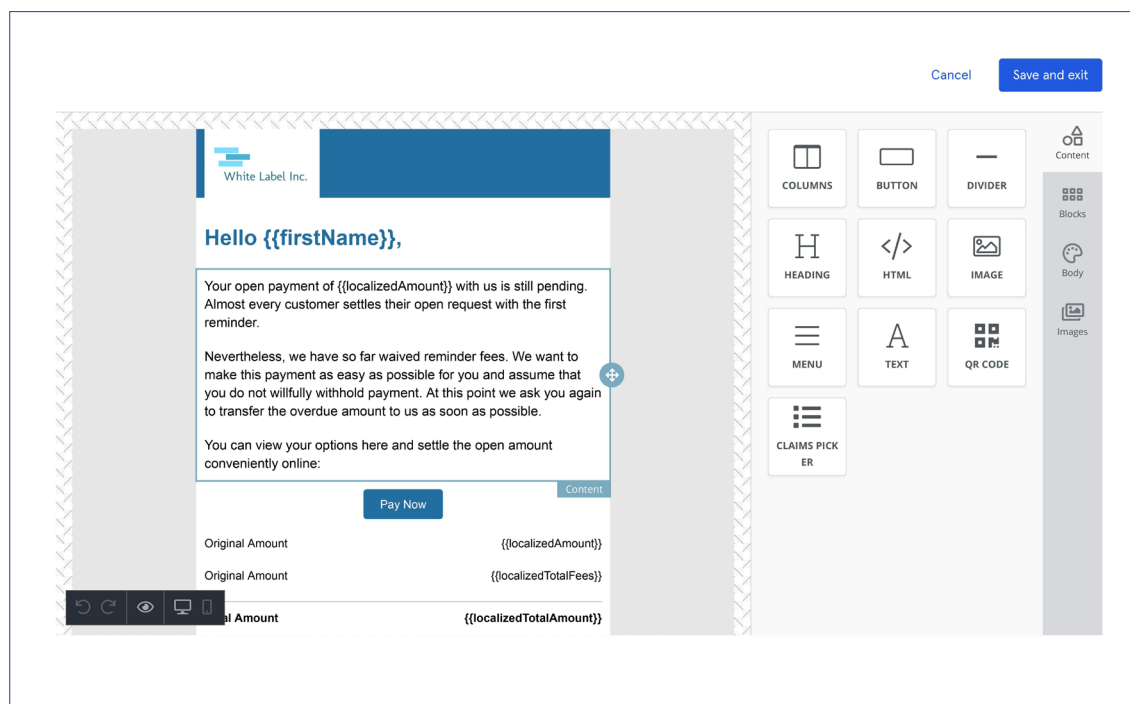 Cancel
Save and exit
White Label Inc.
Hello {{firstName}},
Your open payment of {{localizedAmount}} with us is still pending.
Almost every customer settles their open request with the first
reminder.
Nevertheless, we have so far waived reminder fees. We want to
make this payment as easy as possible for you and assume that
you do not willfully withhold payment. At this point we ask you again
to transfer the overdue amount to us as soon as possible.
You can view your options here and settle the open amount
conveniently online:
Content
Pay Now
Original Amount {{localizedAmount}}
Original Amount {{localizedTotalFees}}
al Amount {{localizedTotalAmount}}
COLUMNS
BUTTON
DIVIDER
HEADING
HTML
IMAGE
MENU
TEXT
QR CODE
CLAIMS PICK
ER
Content
Blocks
Body
Images